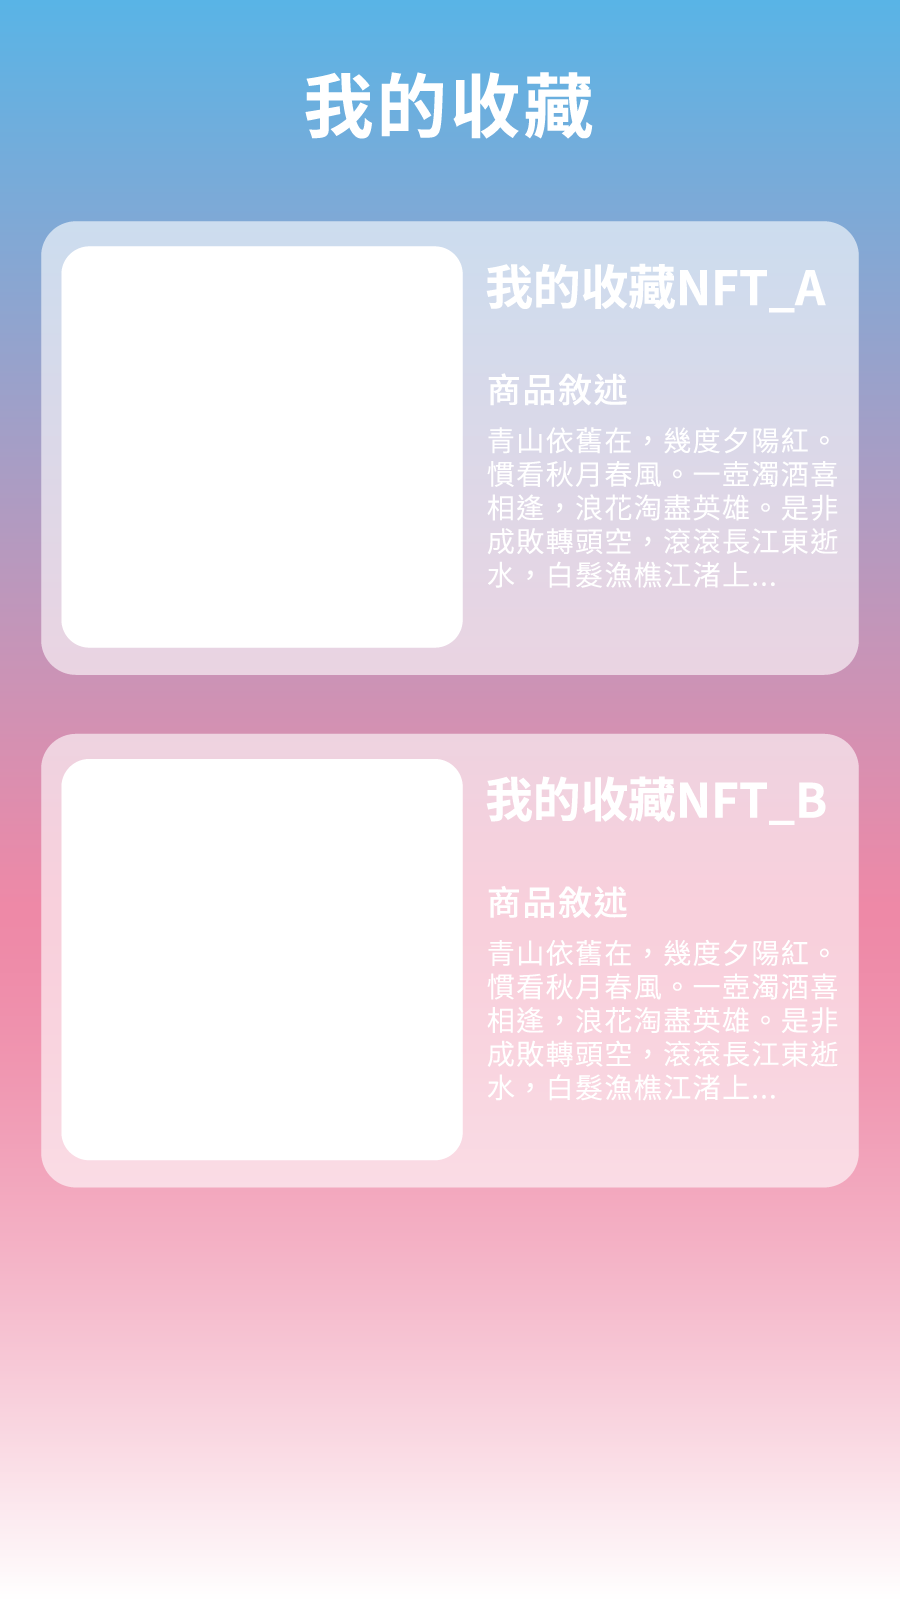 我的收藏
我的收藏NFT_A
商品敘述
青山依舊在，幾度夕陽紅。
慣看秋月春風。一壺濁酒喜
相逢，浪花淘盡英雄。是非
成敗轉頭空，滾滾長江東逝
水，白髮漁樵江渚上...
我的收藏NFT_B
商品敘述
青山依舊在，幾度夕陽紅。
慣看秋月春風。一壺濁酒喜
相逢，浪花淘盡英雄。是非
成敗轉頭空，滾滾長江東逝
水，白髮漁樵江渚上...